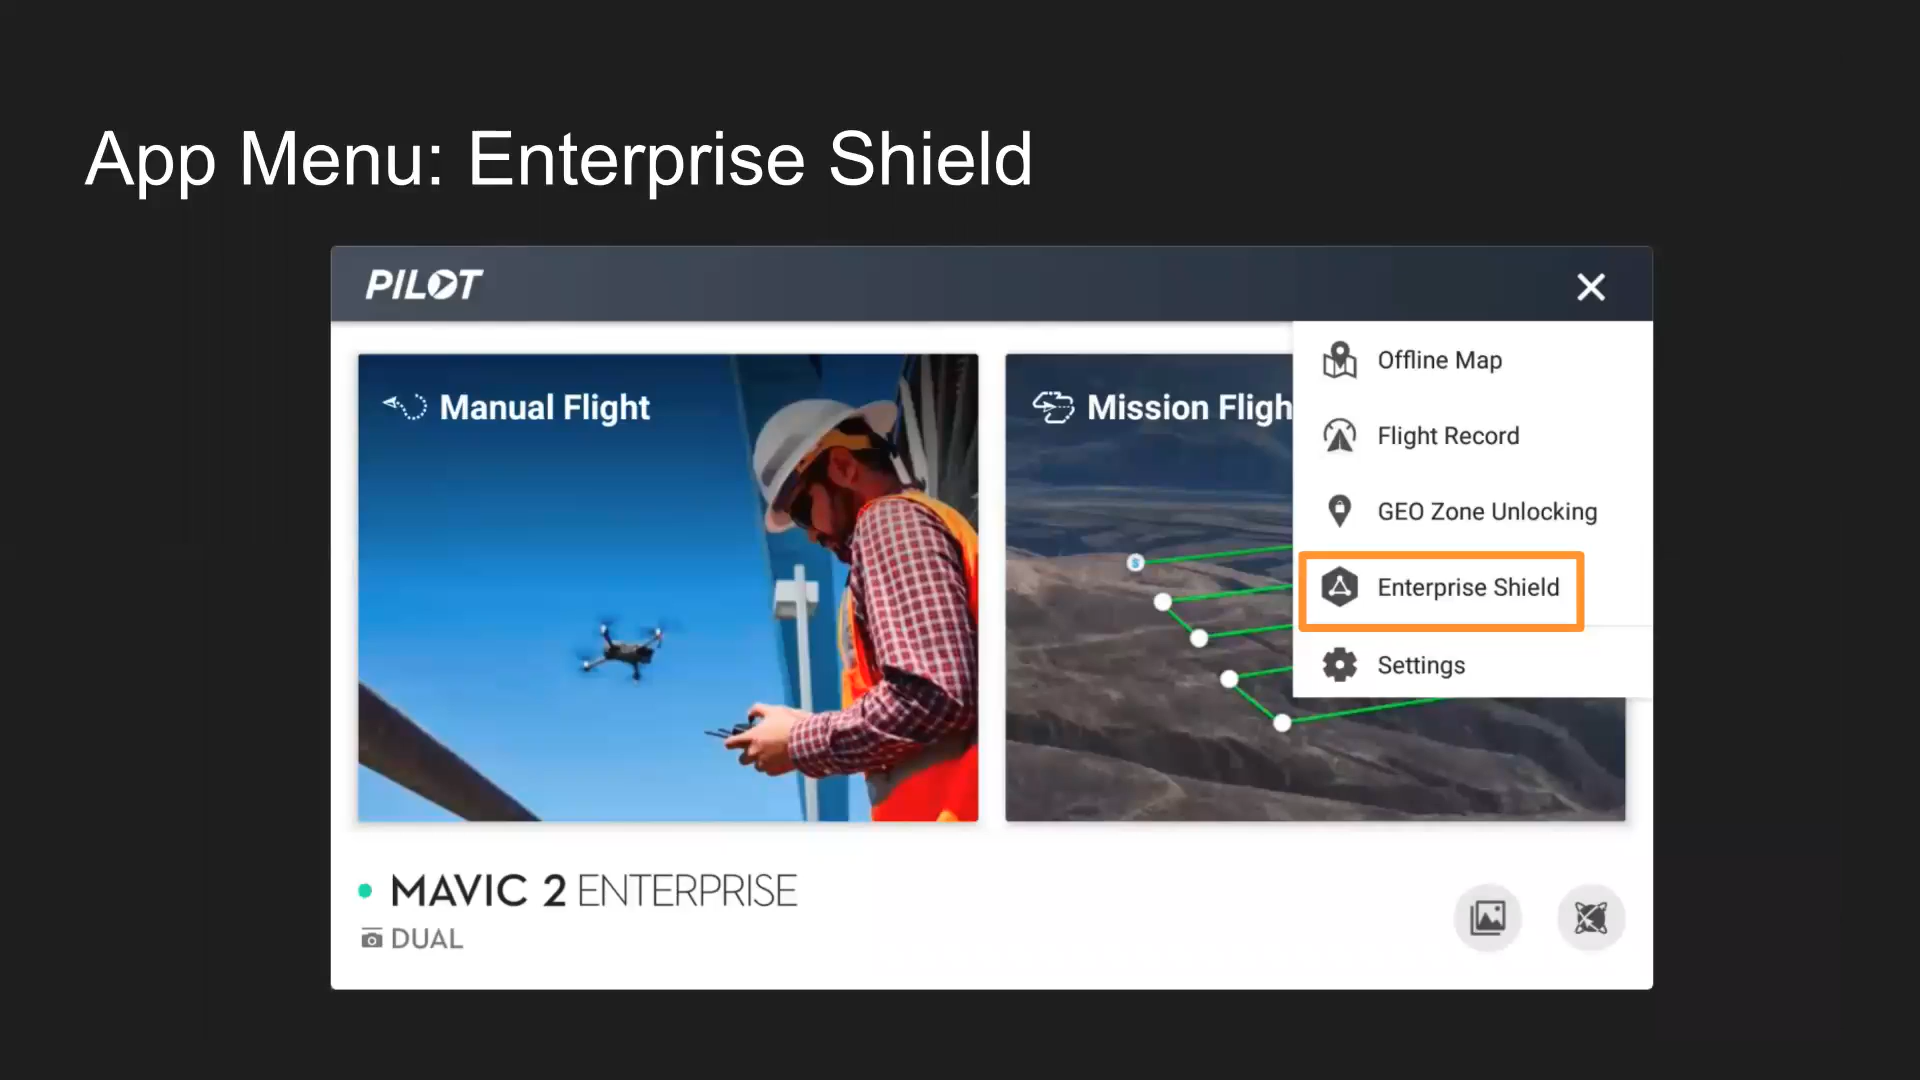 App Menu: Enterprise Shield
PILOT
Manual Flight
Mission Fligh
Offline Map
Flight Record
GEO Zone Unlocking
Enterprise Shield
Settings
MAVIC 2 ENTERPRISE
DUAL